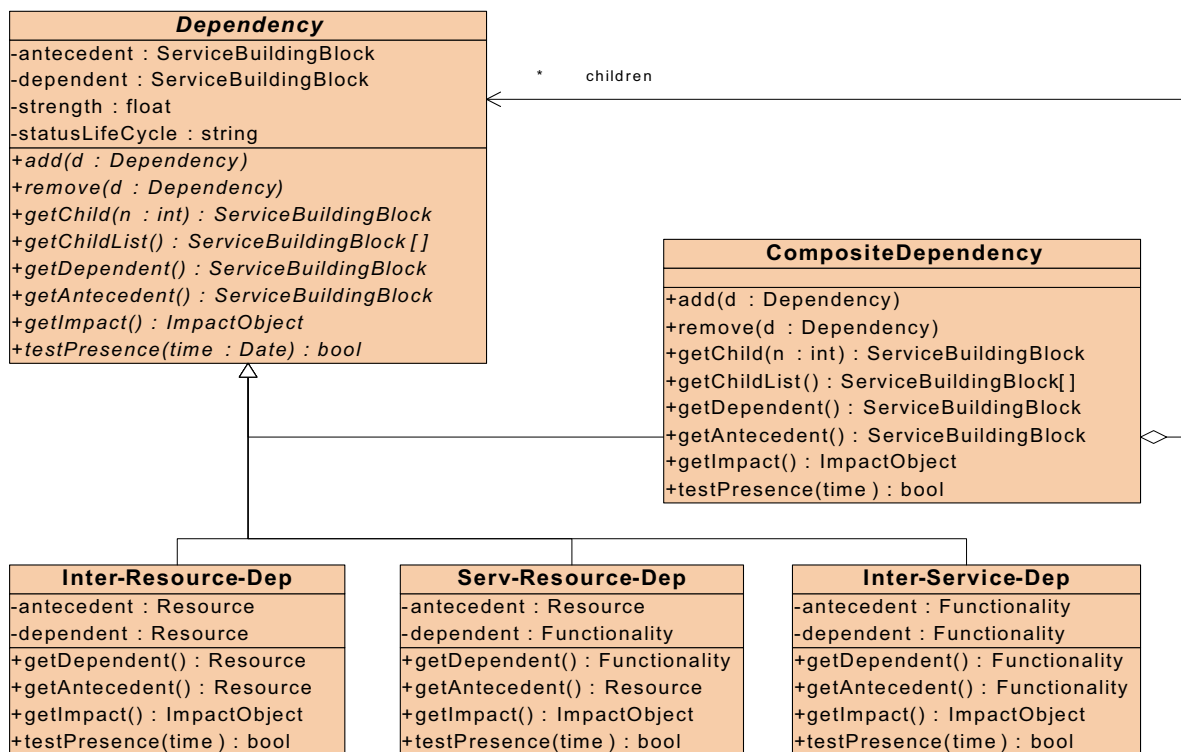 Dependency
-antecedent : ServiceBuildingBlock
-dependent : ServiceBuildingBlock
-strength : float
-statusLifeCycle : string
+add(d : Dependency)
+remove(d : Dependency)
+getChild(n : int) : ServiceBuildingBlock
+getChildList() : ServiceBuildingBlock[]
+getDependent() : ServiceBuildingBlock
+getAntecedent() : ServiceBuildingBlock
+getImpact() : ImpactObject
+testPresence(time : Date) : bool
* children
CompositeDependency
+add(d : Dependency)
+remove(d : Dependency)
+getChild(n : int) : ServiceBuildingBlock
+getChildList() : ServiceBuildingBlock[]
+getDependent() : ServiceBuildingBlock
+getAntecedent() : ServiceBuildingBlock
+getImpact() : ImpactObject
+testPresence(time) : bool
Inter-Resource-Dep
-antecedent : Resource
-dependent : Resource
+getDependent() : Resource
+getAntecedent() : Resource
+getImpact() : ImpactObject
+testPresence(time) : bool
Serv-Resource-Dep
-antecedent : Resource
-dependent : Functionality
+getDependent() : Functionality
+getAntecedent() : Resource
+getImpact() : ImpactObject
+testPresence(time) : bool
Inter-Service-Dep
-antecedent : Functionality
-dependent : Functionality
+getDependent() : Functionality
+getAntecedent() : Functionality
+getImpact() : ImpactObject
+testPresence(time) : bool